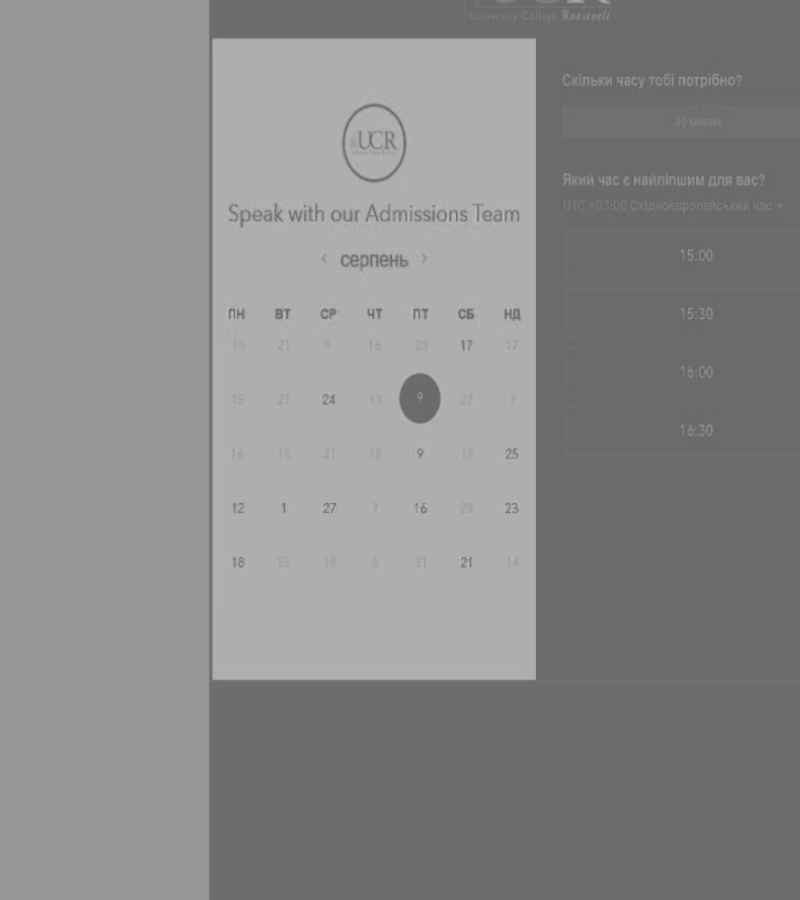 University College Roosevelt
UCR
Speak with our Admissions Team
‹ серпень ›
ПН ВТ СР ЧТ ПТ СБ НД
13 21 16 28 17 17
15 21 24 13 9 27 7
16 13 21 18 9 13 25
12 1 27 7 16 29 23
18 15 19 6 31 21 14
Скільки часу тобі потрібно?
30 хвилин
Який час є найліпшим для вас?
UTC +03:00 Східноєвропейський час
15:00
15:30
16:00
16:30